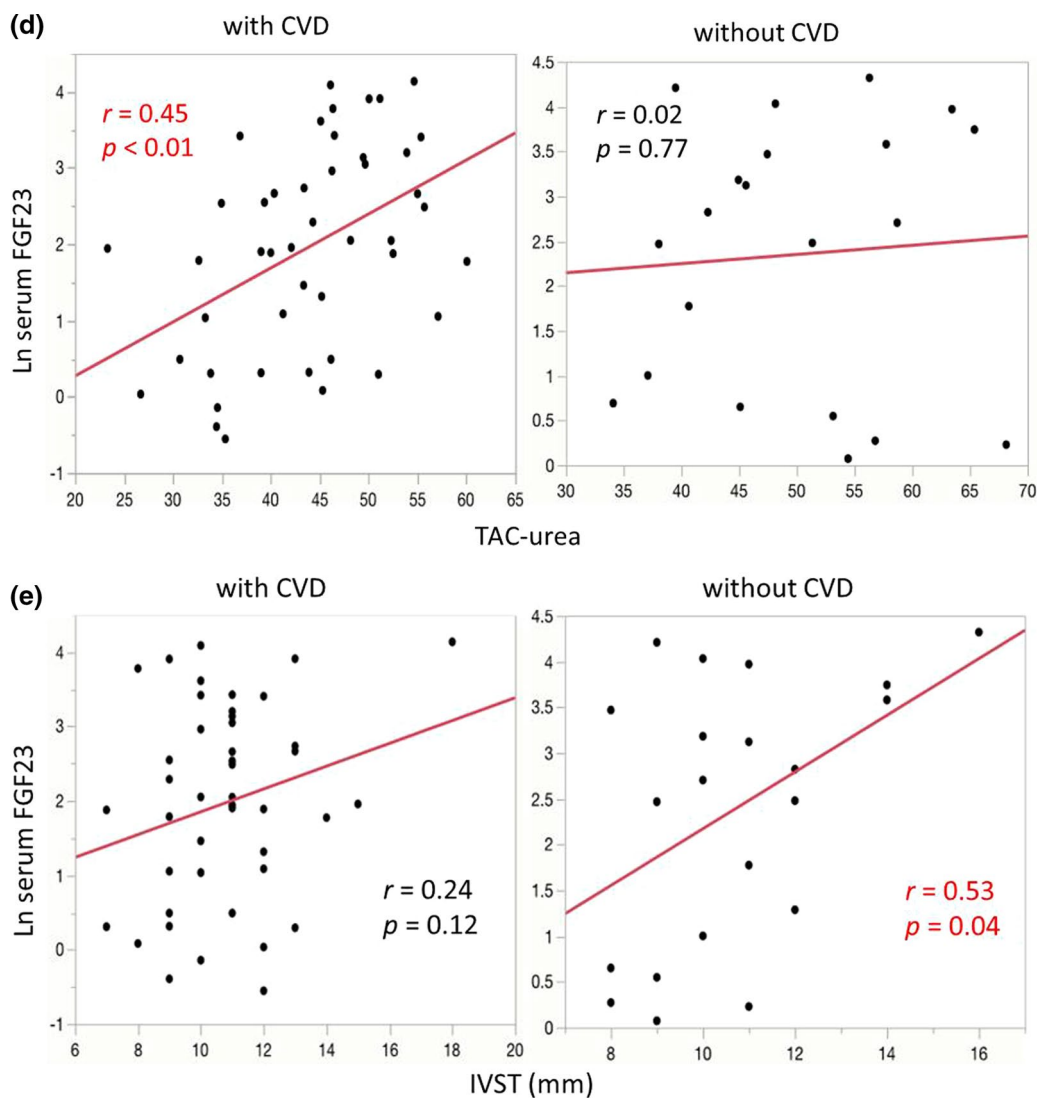 (d)
with CVD
without CVD
Ln serum FGF23
4
3
2
1
0
-1
r = 0.45
p < 0.01
20 25 30 35 40 45 50 55 60 65
4.5
4
3.5
3
2.5
2
1.5
1
0.5
0
r = 0.02
p = 0.77
30 35 40 45 50 55 60 65 70
TAC-urea
(e)
with CVD
without CVD
Ln serum FGF23
4
3
2
1
0
-1
r = 0.24
p = 0.12
6 8 10 12 14 16 18 20
4.5
4
3.5
3
2.5
2
1.5
1
0.5
0
r = 0.53
p = 0.04
8 10 12 14 16
IVST (mm)